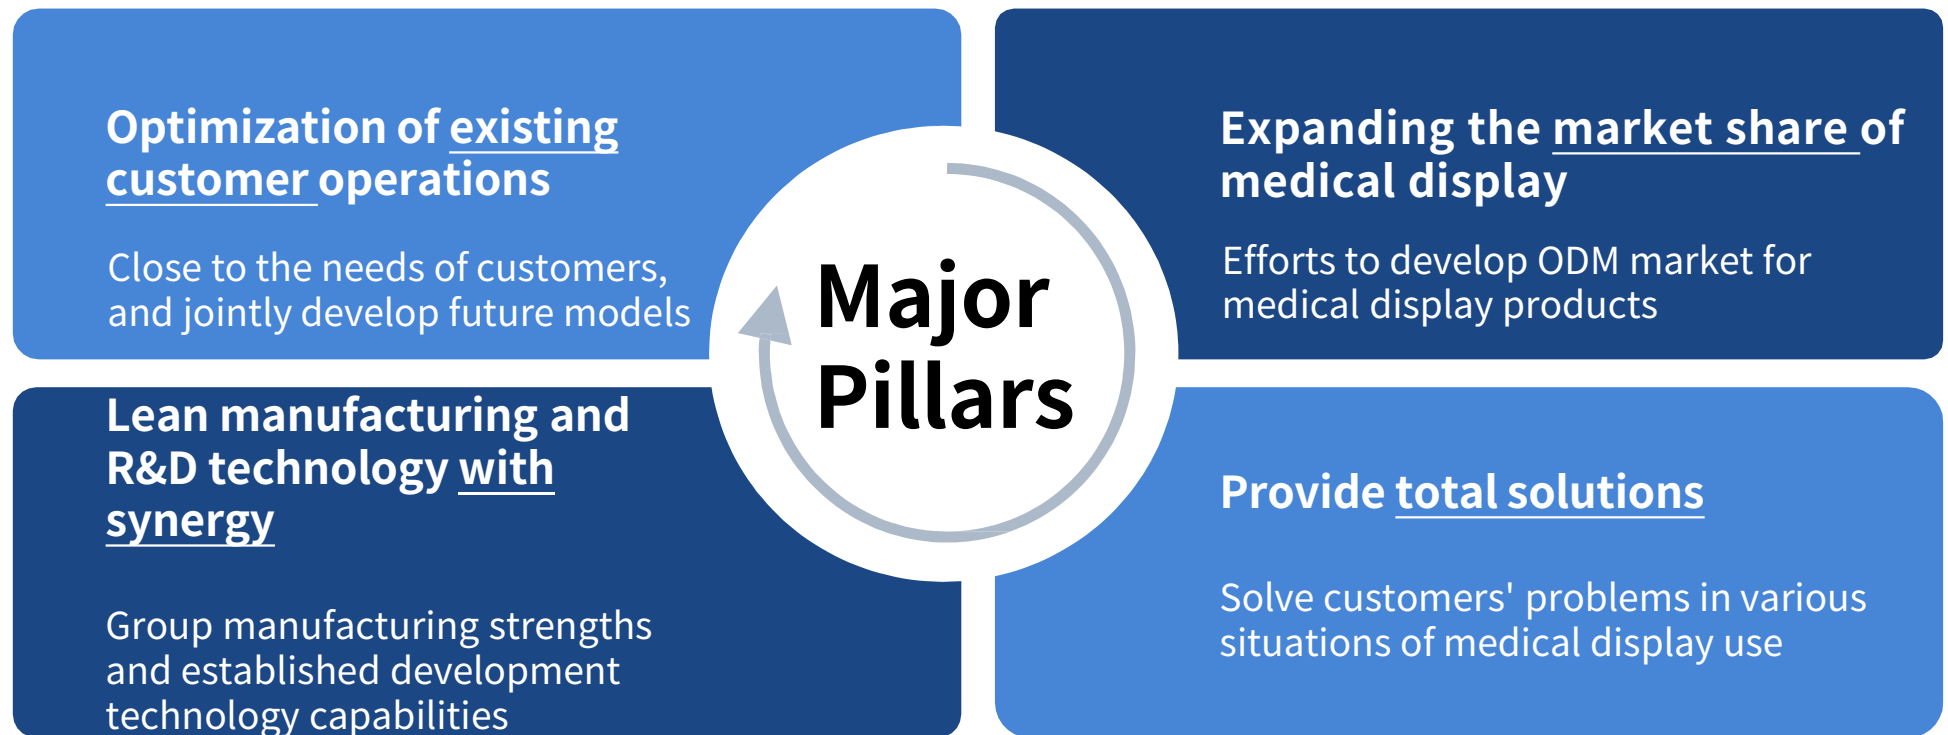 Optimization of existing
customer operations
Close to the needs of customers,
and jointly develop future models
Expanding the market share of
medical display
Efforts to develop ODM market for
medical display products
Major
Pillars
Lean manufacturing and
R&D technology with
synergy
Group manufacturing strengths
and established development
technology capabilities
Provide total solutions
Solve customers' problems in various
situations of medical display use